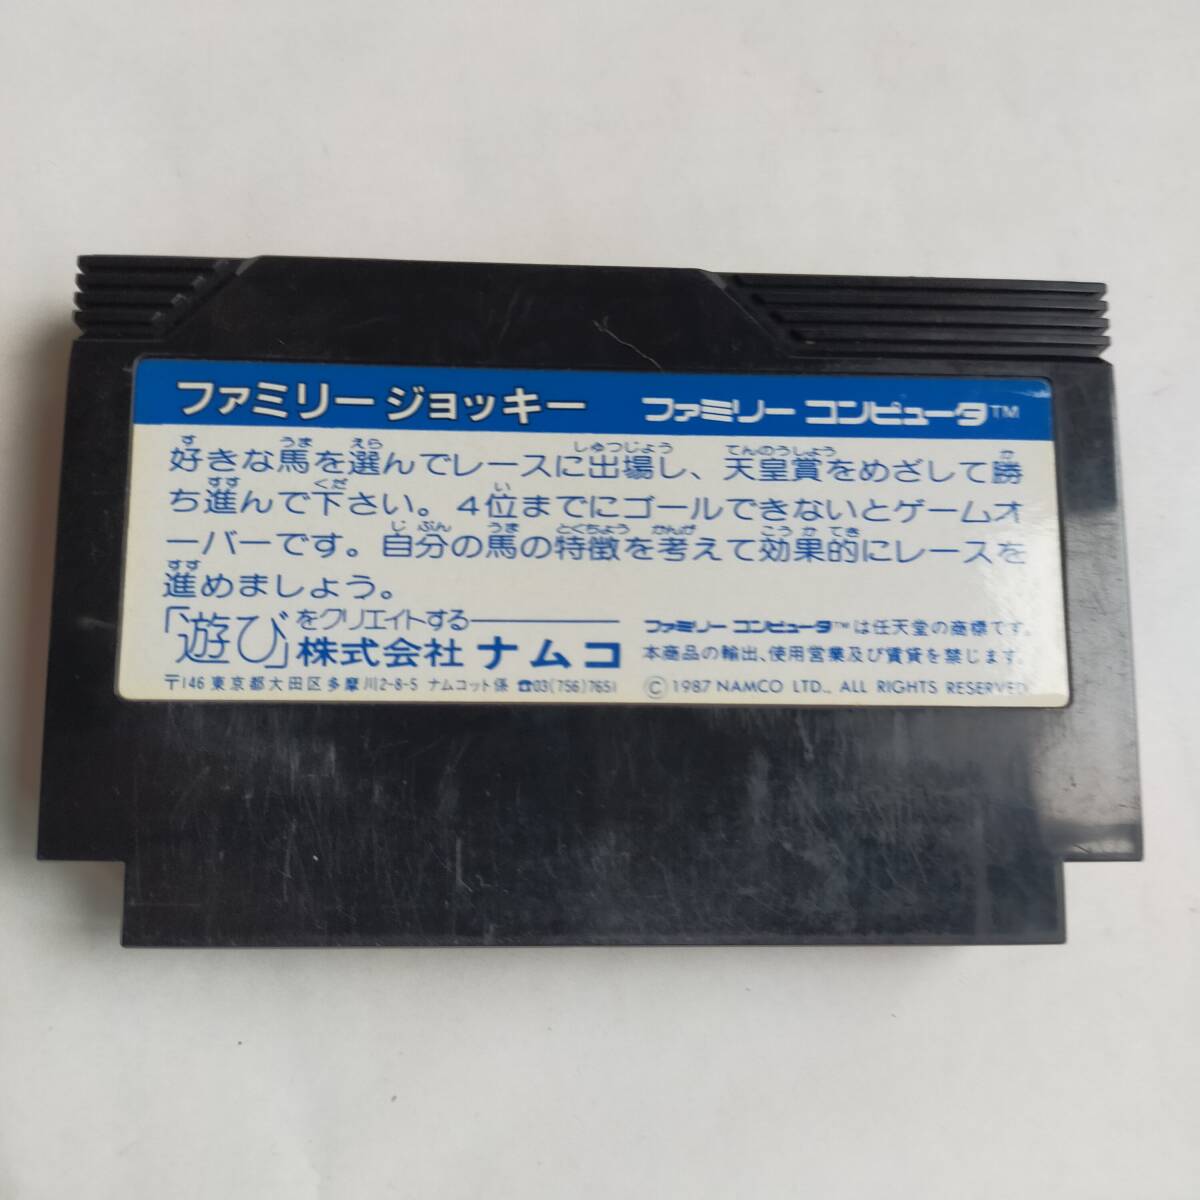 ファミリー ジョッキー ファミリー コンピュータ™
好きな馬を選んでレースに出場し、天皇賞をめざして勝
ち進んで下さい。4位までにゴールできないとゲームオ
ーバーです。自分の馬の特徴を考えて効果的にレースを
進めましょう。
「遊び」をクリエイトする
株式会社 ナムコ
〒146 東京都大田区多摩川2-8-5 ナムコット係 ☎03(756)7651
ファミリー コンピュータ™は任天堂の商標です。
本商品の輸出、使用営業及び賃貸を禁じます。
Ⓒ 1987 NAMCO LTD., ALL RIGHTS RESERVED